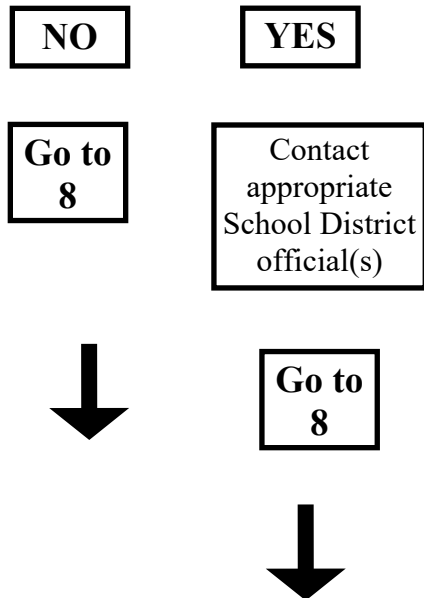 NO
YES
Go to
8
Contact
appropriate
School District
official(s)
Go to
8